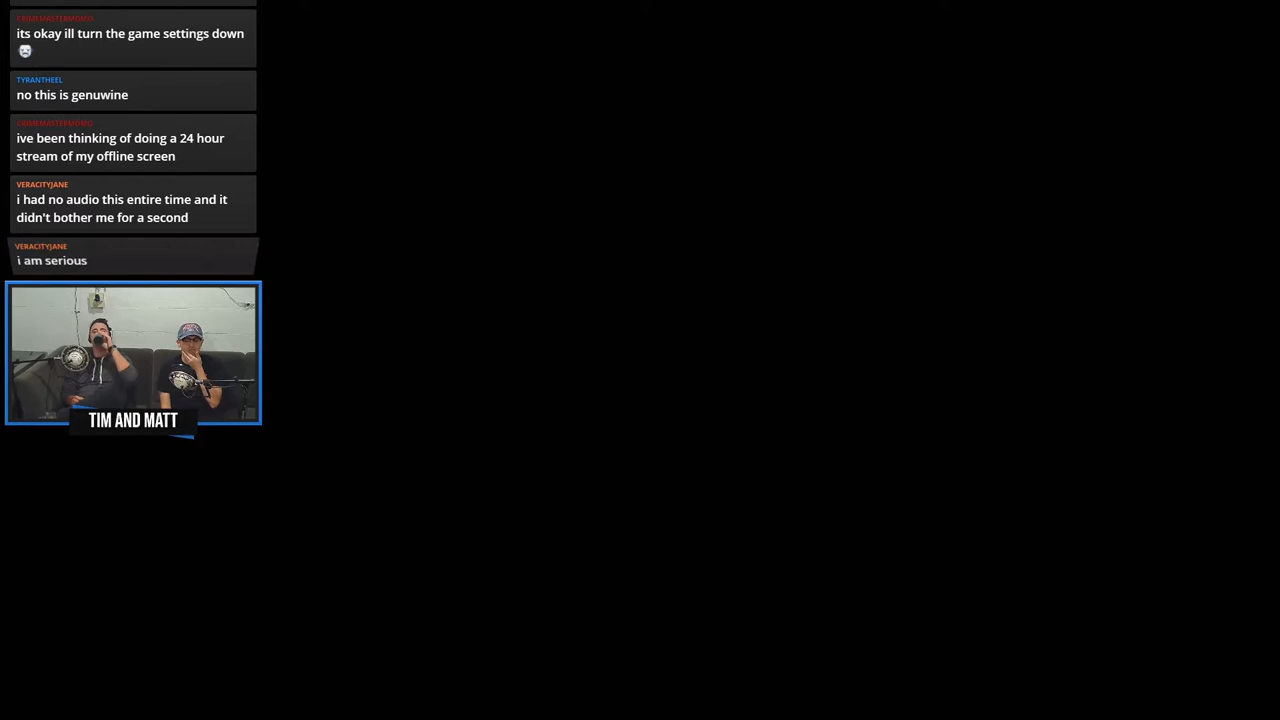 CRIMEMASTERMOMO
its okay ill turn the game settings down
TYRANTHEEL
no this is genuwine
CRIMEMASTERMOMO
ive been thinking of doing a 24 hour
stream of my offline screen
VERACITYJANE
i had no audio this entire time and it
didn't bother me for a second
VERACITYJANE
i am serious
TIM AND MATT